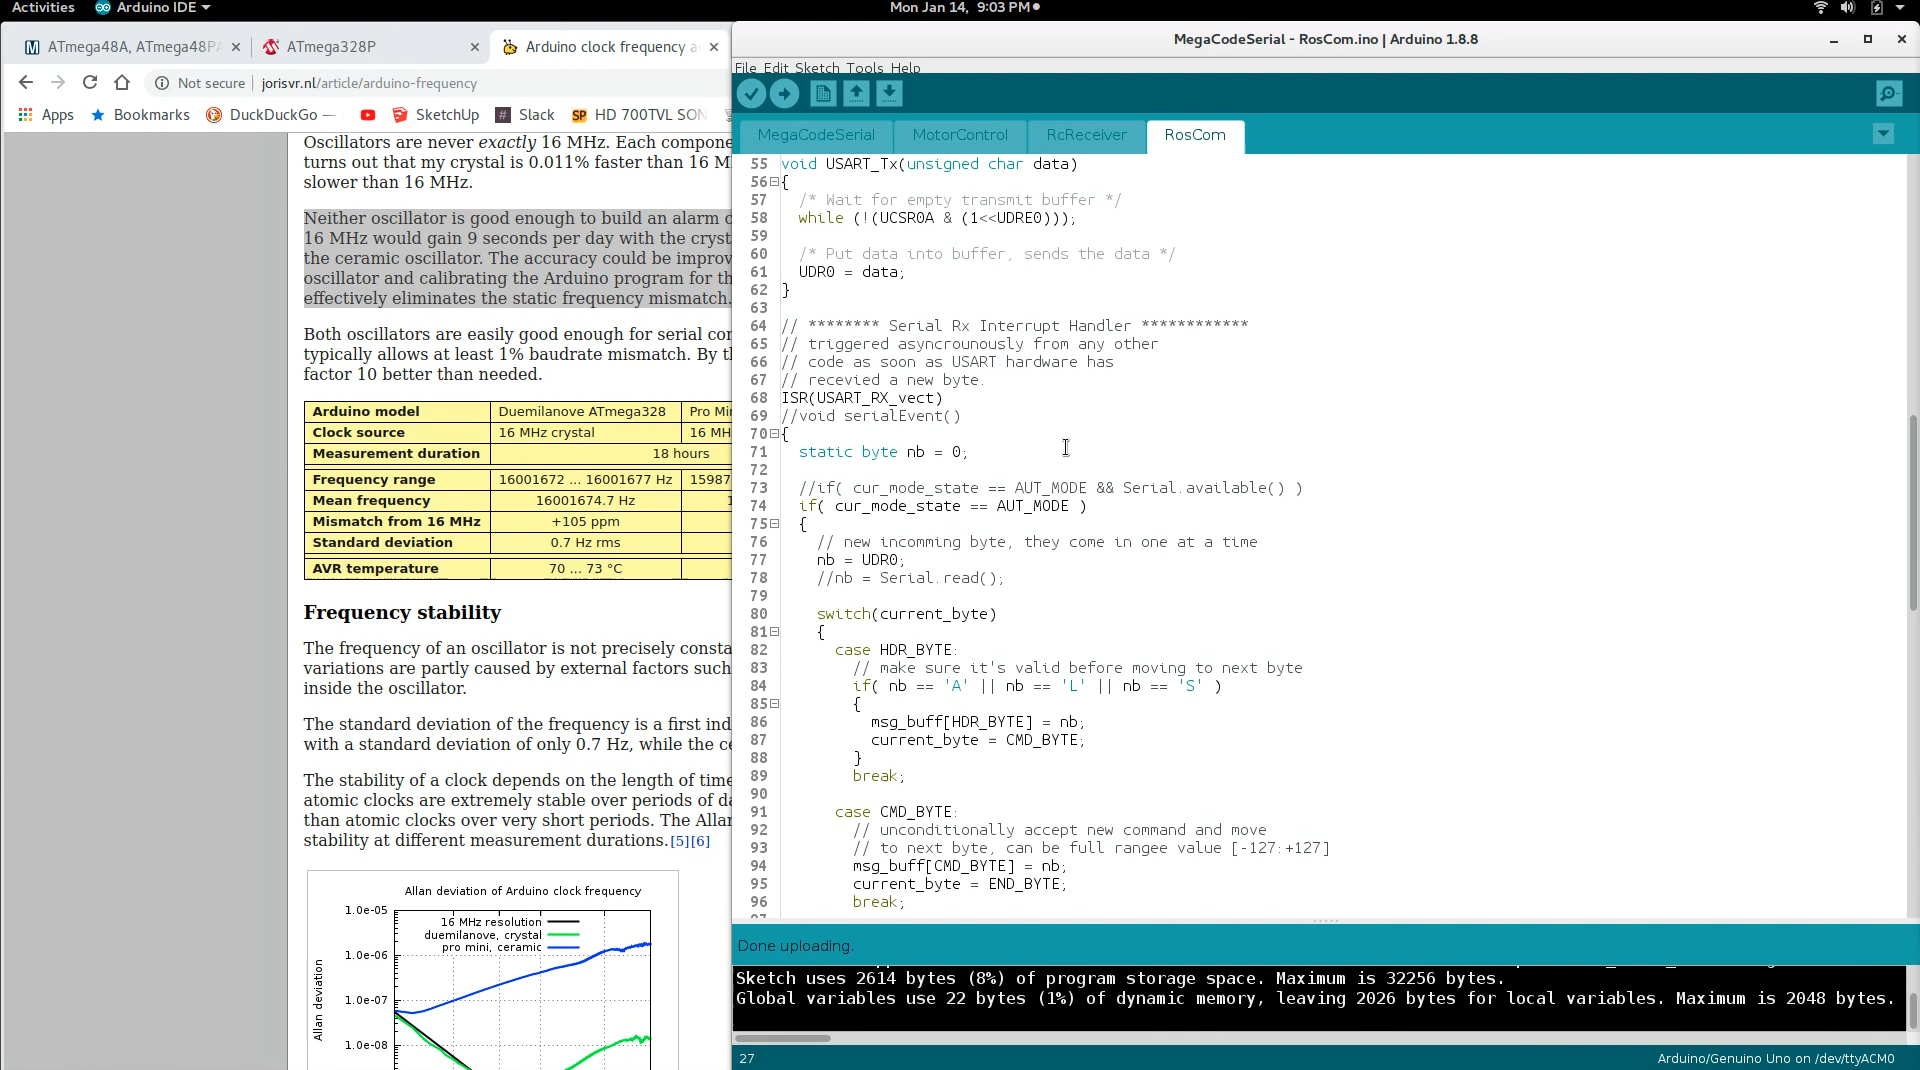 Activities Arduino IDE Mon Jan 14, 9:03 PM
ATmega48A, ATmega48PA
ATmega328P
Arduino clock frequency a
MegaCodeSerial - RosCom.ino | Arduino 1.8.8
Not secure jorisvr.nl/article/arduino-frequency
File Edit Sketch Tools Help
Apps Bookmarks DuckDuckGo — SketchUp Slack HD 700TVL SON
MegaCodeSerial MotorControl RcReceiver RosCom
Oscillators are never exactly 16 MHz. Each compone
turns out that my crystal is 0.011% faster than 16 M
slower than 16 MHz.
Neither oscillator is good enough to build an alarm c
16 MHz would gain 9 seconds per day with the cryst
the ceramic oscillator. The accuracy could be improv
oscillator and calibrating the Arduino program for th
effectively eliminates the static frequency mismatch.
Both oscillators are easily good enough for serial cor
typically allows at least 1% baudrate mismatch. By th
factor 10 better than needed.
Arduino model Duemilanove ATmega328 Pro Min
Clock source 16 MHz crystal 16 MH
Measurement duration 18 hours
Frequency range 16001672 ... 16001677 Hz 15987
Mean frequency 16001674.7 Hz 1
Mismatch from 16 MHz +105 ppm
Standard deviation 0.7 Hz rms
AVR temperature 70 ... 73 °C
Frequency stability
The frequency of an oscillator is not precisely consta
variations are partly caused by external factors such
inside the oscillator.
The standard deviation of the frequency is a first ind
with a standard deviation of only 0.7 Hz, while the ce
The stability of a clock depends on the length of time
atomic clocks are extremely stable over periods of da
than atomic clocks over very short periods. The Allan
stability at different measurement durations.[5][6]
Allan deviation of Arduino clock frequency
16 MHz resolution
duemilanove, crystal
pro mini, ceramic
1.0e-05
1.0e-06
1.0e-07
1.0e-08
Allan deviation
55 void USART_Tx(unsigned char data)
56 {
57 /* Wait for empty transmit buffer */
58 while (!(UCSR0A & (1<<UDRE0)));
59
60 /* Put data into buffer, sends the data */
61 UDR0 = data;
62 }
63
64 // ******** Serial Rx Interrupt Handler ************
65 // triggered asyncrounously from any other
66 // code as soon as USART hardware has
67 // recevied a new byte.
68 ISR(USART_RX_vect)
69 //void serialEvent()
70 {
71 static byte nb = 0;
72
73 //if( cur_mode_state == AUT_MODE && Serial.available() )
74 if( cur_mode_state == AUT_MODE )
75 {
76 // new incomming byte, they come in one at a time
77 nb = UDR0;
78 //nb = Serial.read();
79
80 switch(current_byte)
81 {
82 case HDR_BYTE:
83 // make sure it's valid before moving to next byte
84 if( nb == 'A' || nb == 'L' || nb == 'S' )
85 {
86 msg_buff[HDR_BYTE] = nb;
87 current_byte = CMD_BYTE;
88 }
89 break;
90
91 case CMD_BYTE:
92 // unconditionally accept new command and move
93 // to next byte, can be full rangee value [-127:+127]
94 msg_buff[CMD_BYTE] = nb;
95 current_byte = END_BYTE;
96 break;
Done uploading.
Sketch uses 2614 bytes (8%) of program storage space. Maximum is 32256 bytes.
Global variables use 22 bytes (1%) of dynamic memory, leaving 2026 bytes for local variables. Maximum is 2048 bytes.
27 Arduino/Genuino Uno on /dev/ttyACM0